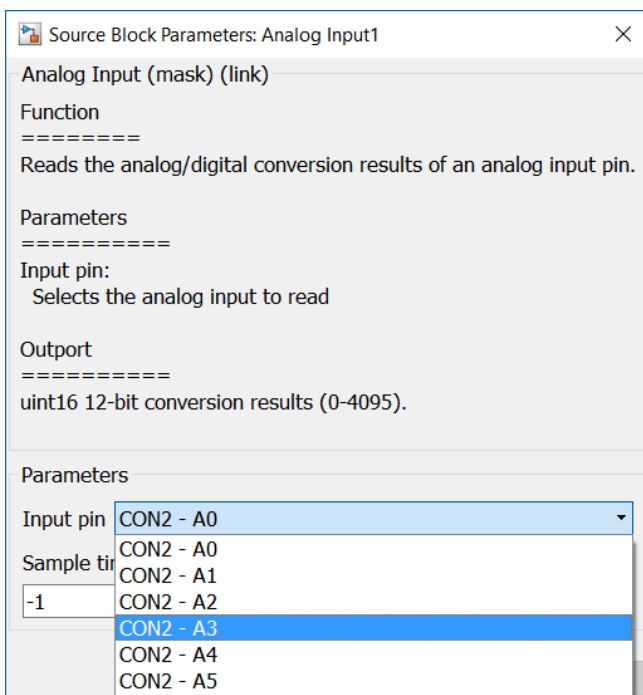 Source Block Parameters: Analog Input1
Analog Input (mask) (link)
Function
========
Reads the analog/digital conversion results of an analog input pin.
Parameters
==========
Input pin:
Selects the analog input to read
Outport
==========
uint16 12-bit conversion results (0-4095).
Parameters
Input pin CON2 - A0
CON2 - A0
Sample
CON2 - A1
-1
CON2 - A2
CON2 - A3
CON2 - A4
CON2 - A5